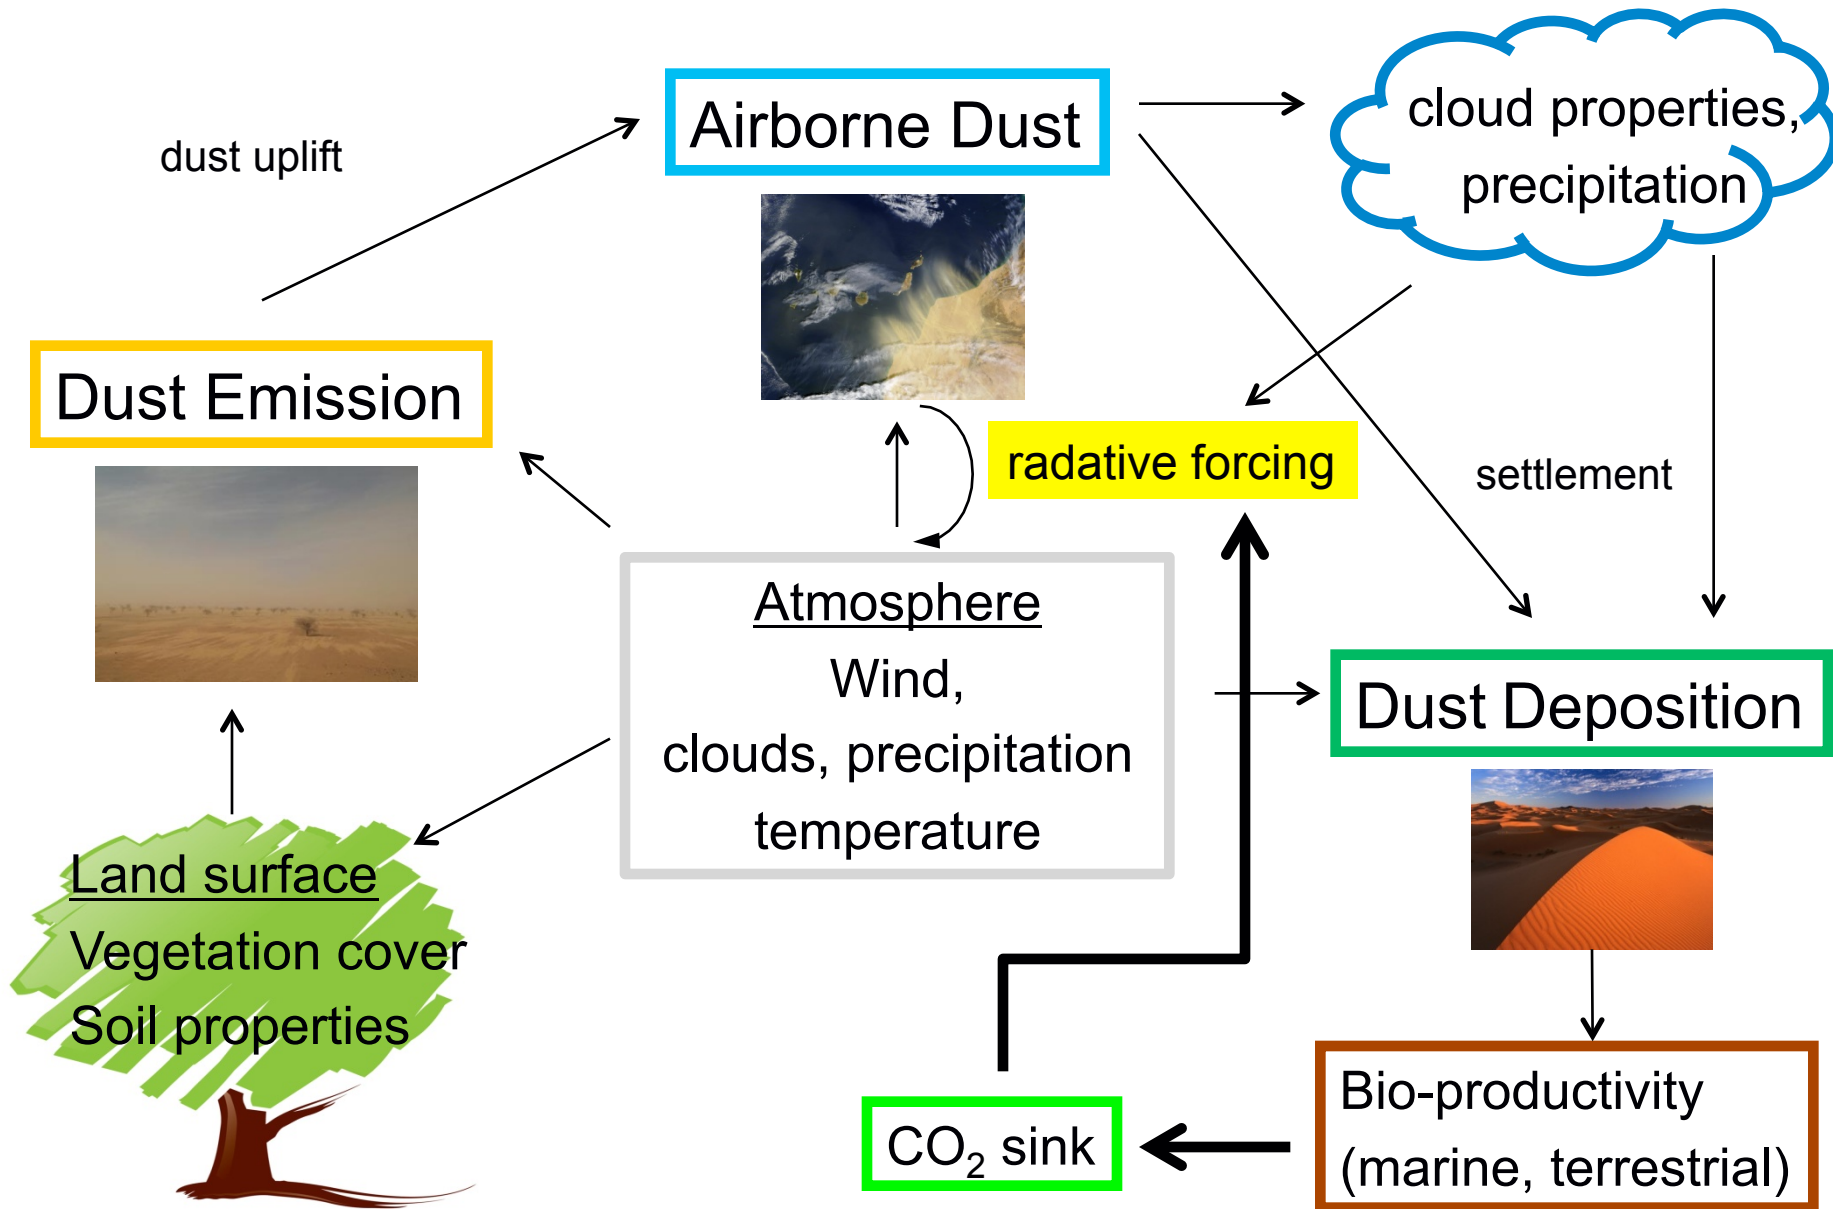 Airborne Dust
cloud properties,
precipitation
dust uplift
Dust Emission
radative forcing
settlement
Atmosphere
Wind,
clouds, precipitation
temperature
Dust Deposition
Land surface
Vegetation cover
Soil properties
CO₂ sink
Bio-productivity
(marine, terrestrial)